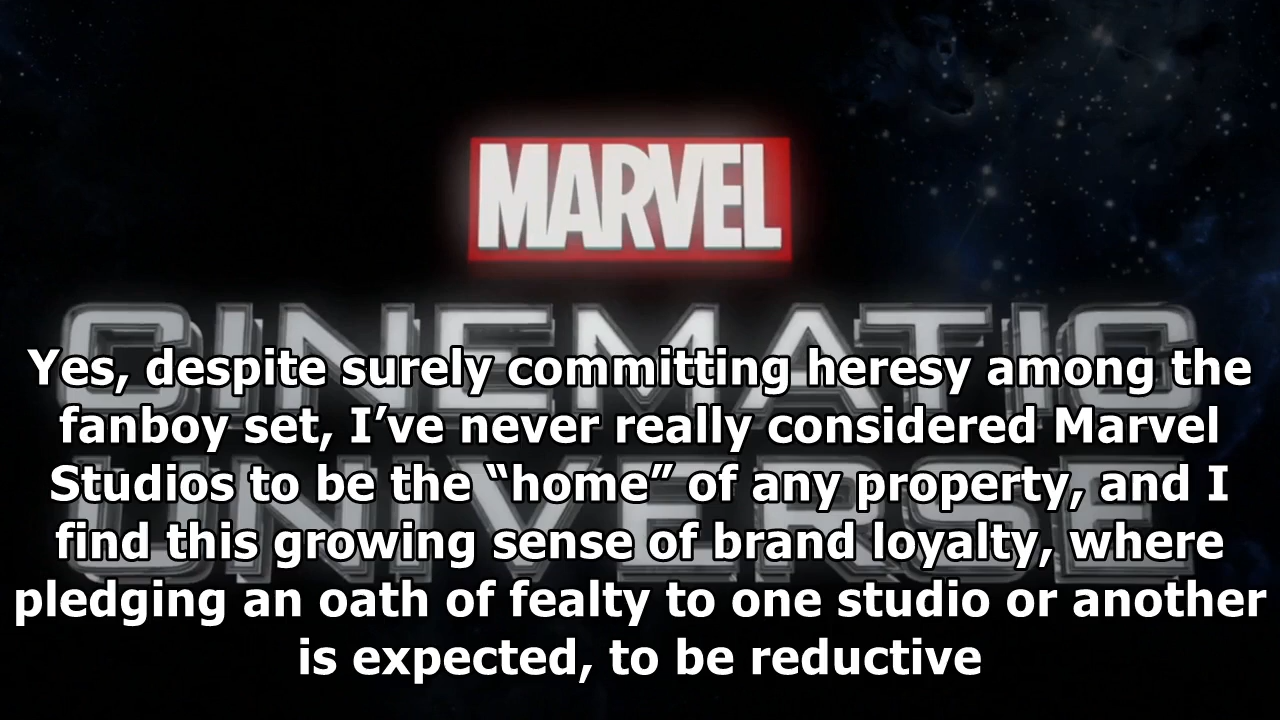 MARVEL
CINEMATIC
UNIVERSE
Yes, despite surely committing heresy among the
fanboy set, I’ve never really considered Marvel
Studios to be the “home” of any property, and I
find this growing sense of brand loyalty, where
pledging an oath of fealty to one studio or another
is expected, to be reductive